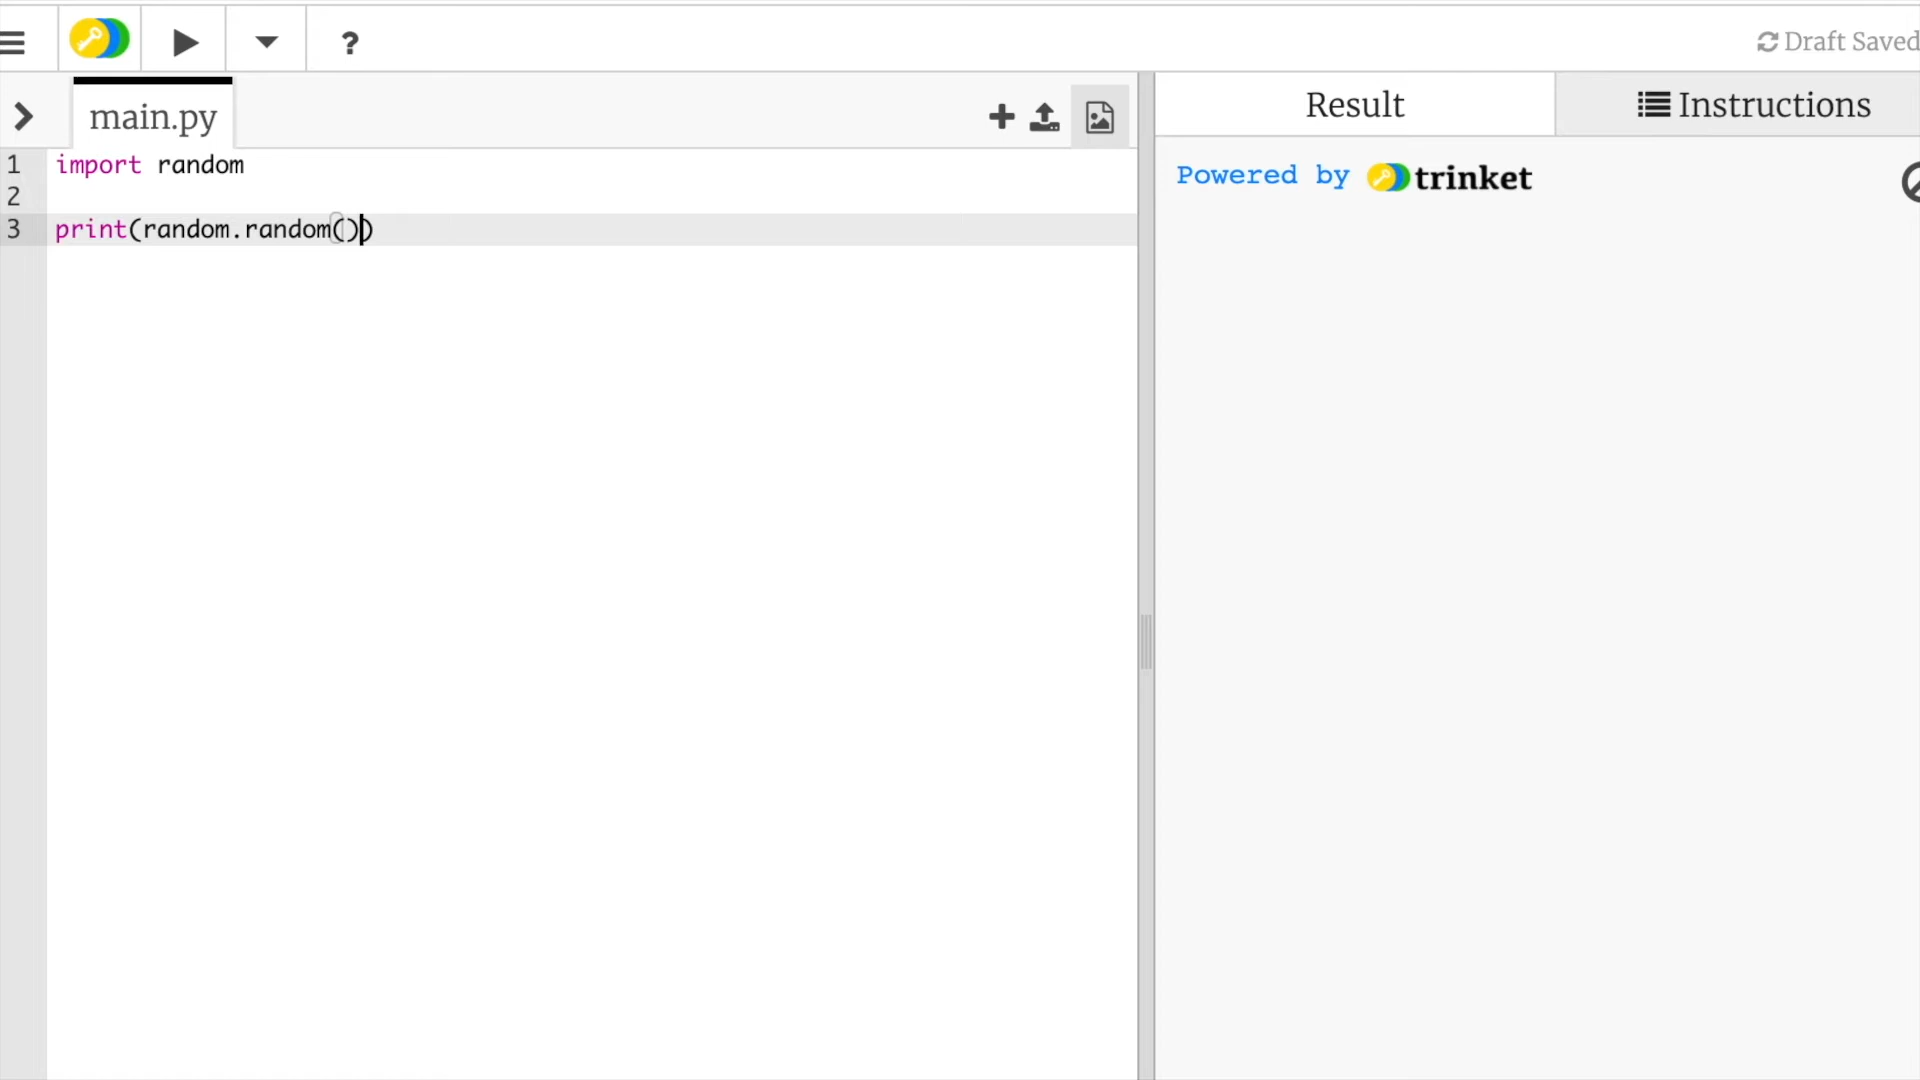 ?
Draft Saved
main.py
Result
Instructions
1 import random
2
3 print(random.random())
Powered by trinket